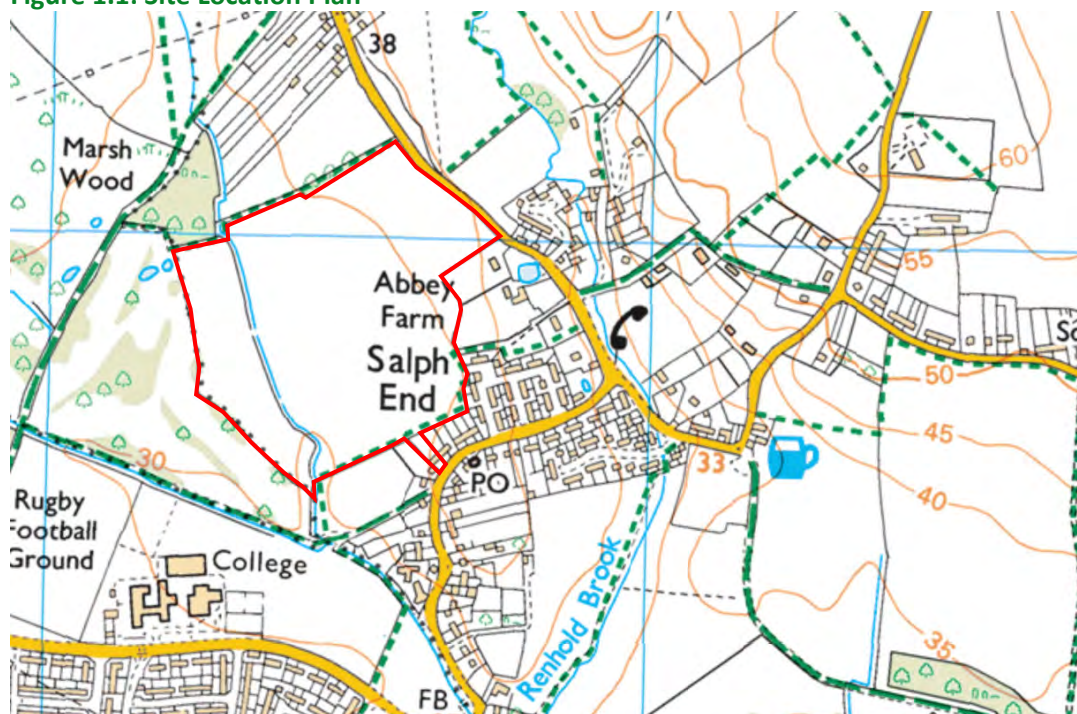 Figure 1.1: Site Location Plan
38
Marsh
Wood
60
Abbey
Farm
55
Salph
End
50
45
30
33
PO
40
Rugby
Football
Ground
College
Renhold Brook
35
FB